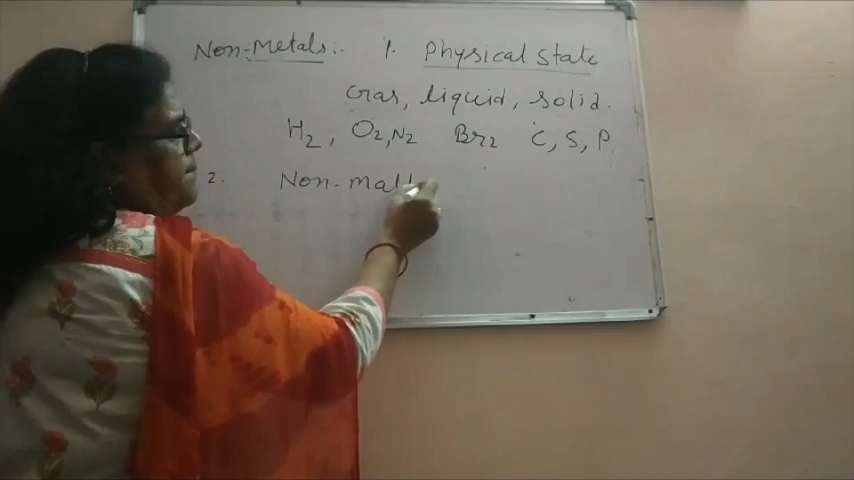 Non-Metals:- 1. Physical State
Gas, liquid, solid.
H2, O2, N2 Br2 C, S, P.
2. Non-mall